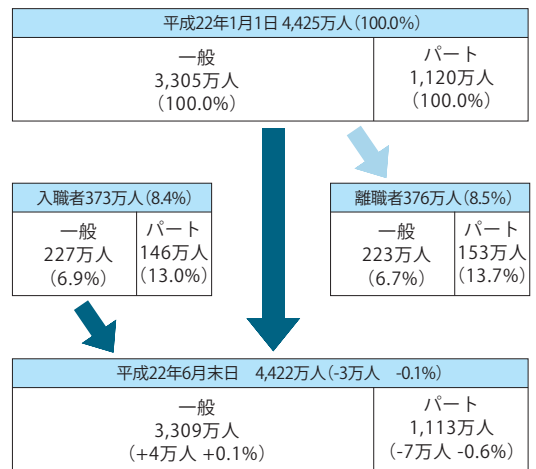 平成22年1月1日 4,425万人(100.0%)
一般
3,305万人
(100.0%)
パート
1,120万人
(100.0%)
入職者373万人(8.4%)
一般
227万人
(6.9%)
パート
146万人
(13.0%)
離職者376万人(8.5%)
一般
223万人
(6.7%)
パート
153万人
(13.7%)
平成22年6月末日　4,422万人(-3万人　-0.1%)
一般
3,309万人
(+4万人 +0.1%)
パート
1,113万人
(-7万人 -0.6%)